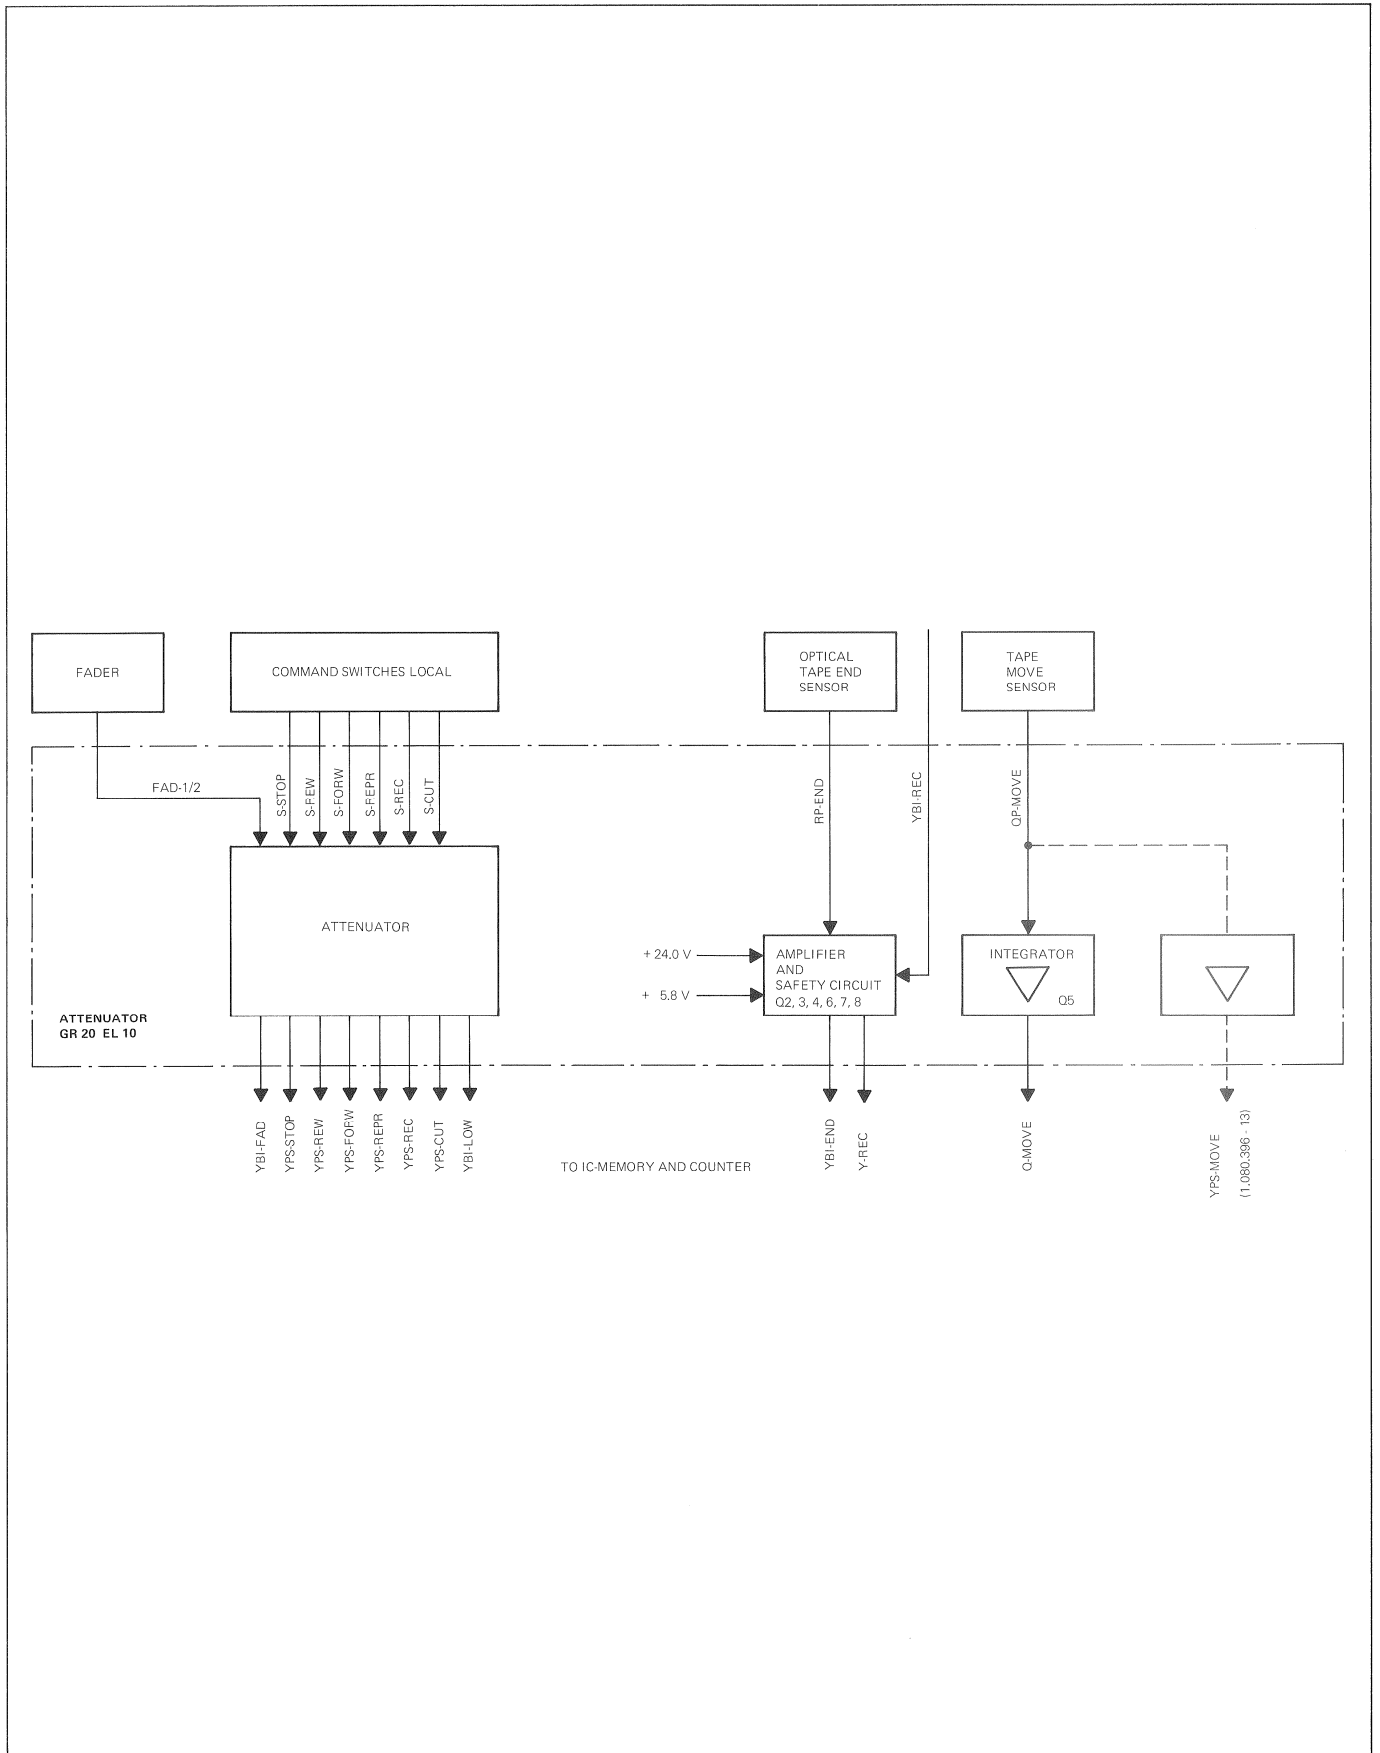 FADER
COMMAND SWITCHES LOCAL
OPTICAL
TAPE END
SENSOR
TAPE
MOVE
SENSOR
FAD-1/2
S-STOP
S-REW
S-FORW
S-REPR
S-REC
S-CUT
RP-END
YBI-REC
QP-MOVE
ATTENUATOR
+ 24.0 V
+ 5.8 V
AMPLIFIER
AND
SAFETY CIRCUIT
Q2, 3, 4, 6, 7, 8
INTEGRATOR
Q5
ATTENUATOR
GR 20 EL 10
YBI-FAD
YPS-STOP
YPS-REW
YPS-FORW
YPS-REPR
YPS-REC
YPS-CUT
YBI-LOW
TO IC-MEMORY AND COUNTER
YBI-END
Y-REC
Q-MOVE
YPS-MOVE
(1.080.396 - 13)